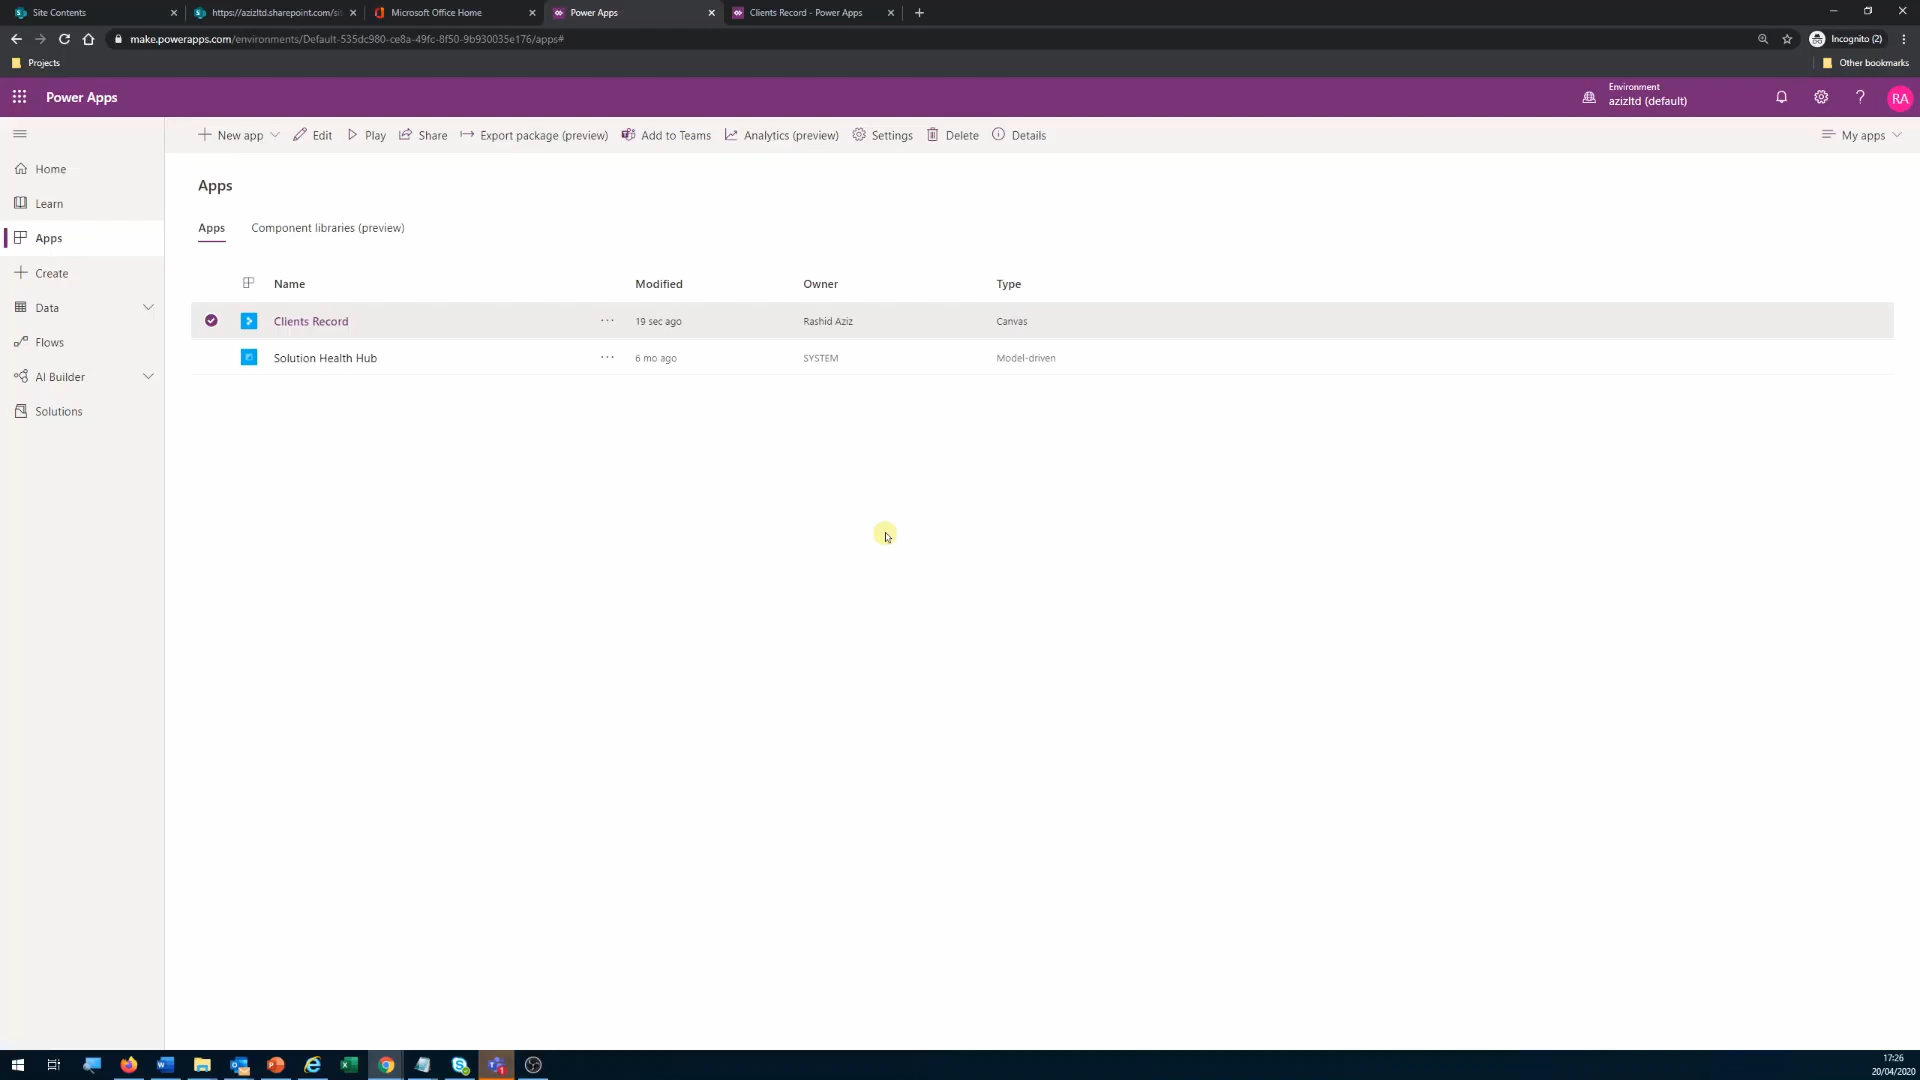 Site Contents
https://azizltd.sharepoint.com/sit
Microsoft Office Home
Power Apps
Clients Record - Power Apps
make.powerapps.com/environments/Default-535dc980-ce8a-49fc-8f50-9b930035e176/apps#
Incognito (2)
Projects
Other bookmarks
Power Apps
Environment
azizltd (default)
RA
New app
Edit
Play
Share
Export package (preview)
Add to Teams
Analytics (preview)
Settings
Delete
Details
My apps
Home
Learn
Apps
Create
Data
Flows
AI Builder
Solutions
Apps
Apps Component libraries (preview)
Name Modified Owner Type
Clients Record ··· 19 sec ago Rashid Aziz Canvas
Solution Health Hub ··· 6 mo ago SYSTEM Model-driven
17:26
20/04/2020